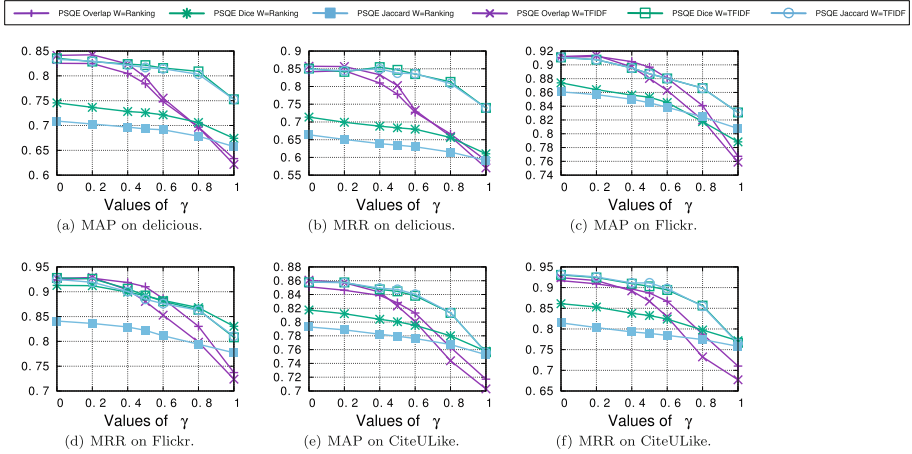 PSQE Overlap W=Ranking PSQE Dice W=Ranking PSQE Jaccard W=Ranking PSQE Overlap W=TFIDF PSQE Dice W=TFIDF PSQE Jaccard W=TFIDF
0.85 0.9 0.92
0.8 0.85 0.9
0.75 0.8 0.88
0.7 0.75 0.86
0.65 0.7 0.84
0.6 0.65 0.82
0.6 0.8
0.55 0.78
0.76
0.74
0 0.2 0.4 0.6 0.8 1 0 0.2 0.4 0.6 0.8 1 0 0.2 0.4 0.6 0.8 1
Values of γ Values of γ Values of γ
(a) MAP on delicious. (b) MRR on delicious. (c) MAP on Flickr.
0.95 0.88 0.95
0.9 0.86 0.9
0.85 0.84 0.85
0.8 0.82 0.8
0.75 0.8 0.75
0.7 0.78 0.7
0.76 0.65
0.74
0.72
0.7
0 0.2 0.4 0.6 0.8 1 0 0.2 0.4 0.6 0.8 1 0 0.2 0.4 0.6 0.8 1
Values of γ Values of γ Values of γ
(d) MRR on Flickr. (e) MAP on CiteULike. (f) MRR on CiteULike.